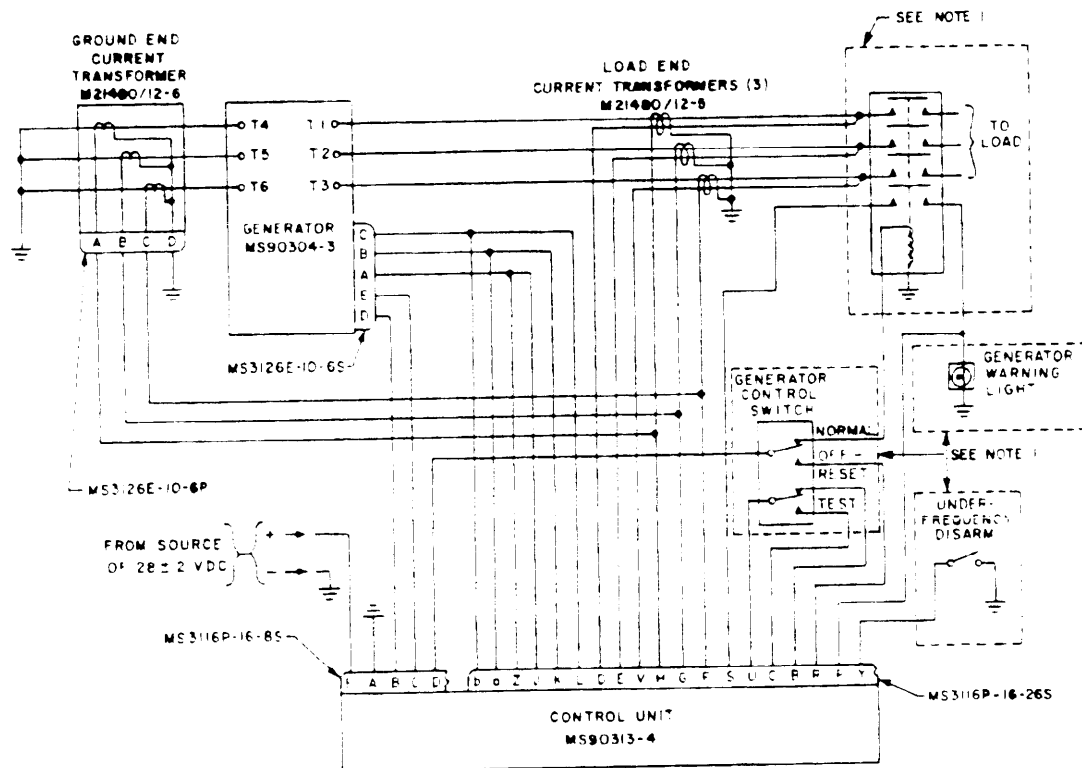 SEE NOTE 1
GROUND END
CURRENT
TRANSFORMER
M21480/12-6
LOAD END
CURRENT TRANSFORMERS (3)
M21480/12-5
T4
T1
T5
T2
T6
T3
TO
LOAD
GENERATOR
MS90304-3
A B C D
C
B
A
E
D
MS3126E-10-6S
GENERATOR
CONTROL
SWITCH
NORMAL
OFF
RESET
TEST
GENERATOR
WARNING
LIGHT
SEE NOTE 1
MS3126E-10-6P
UNDER-
FREQUENCY
DISARM
FROM SOURCE
OF 28 ± 2 VDC
+
−
MS3116P-16-8S
F A B C D
b a Z J K L D E V H G F S U C B R P Y
MS3116P-16-26S
CONTROL UNIT
MS90313-4